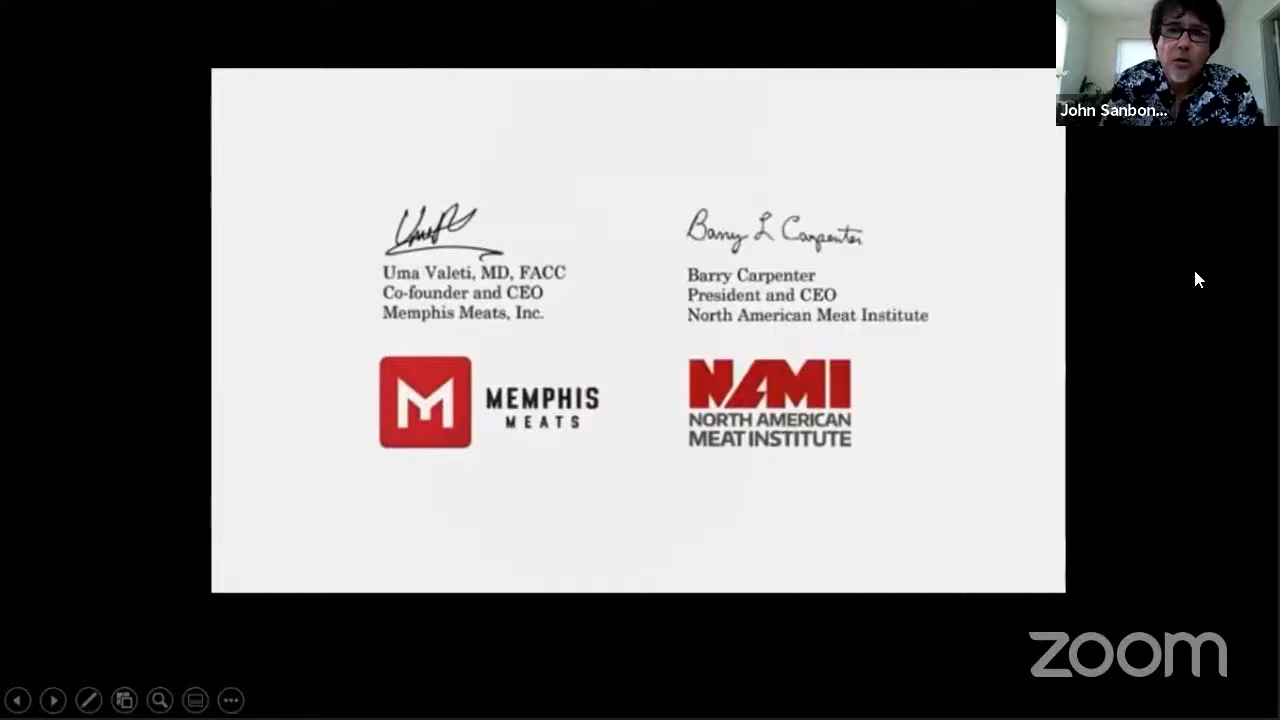 John Sanbon...
Barry L Carpenter
Uma Valeti, MD, FACC
Co-founder and CEO
Memphis Meats, Inc.
Barry Carpenter
President and CEO
North American Meat Institute
M
MEMPHIS
MEATS
NAMI
NORTH AMERICAN
MEAT INSTITUTE
zoom